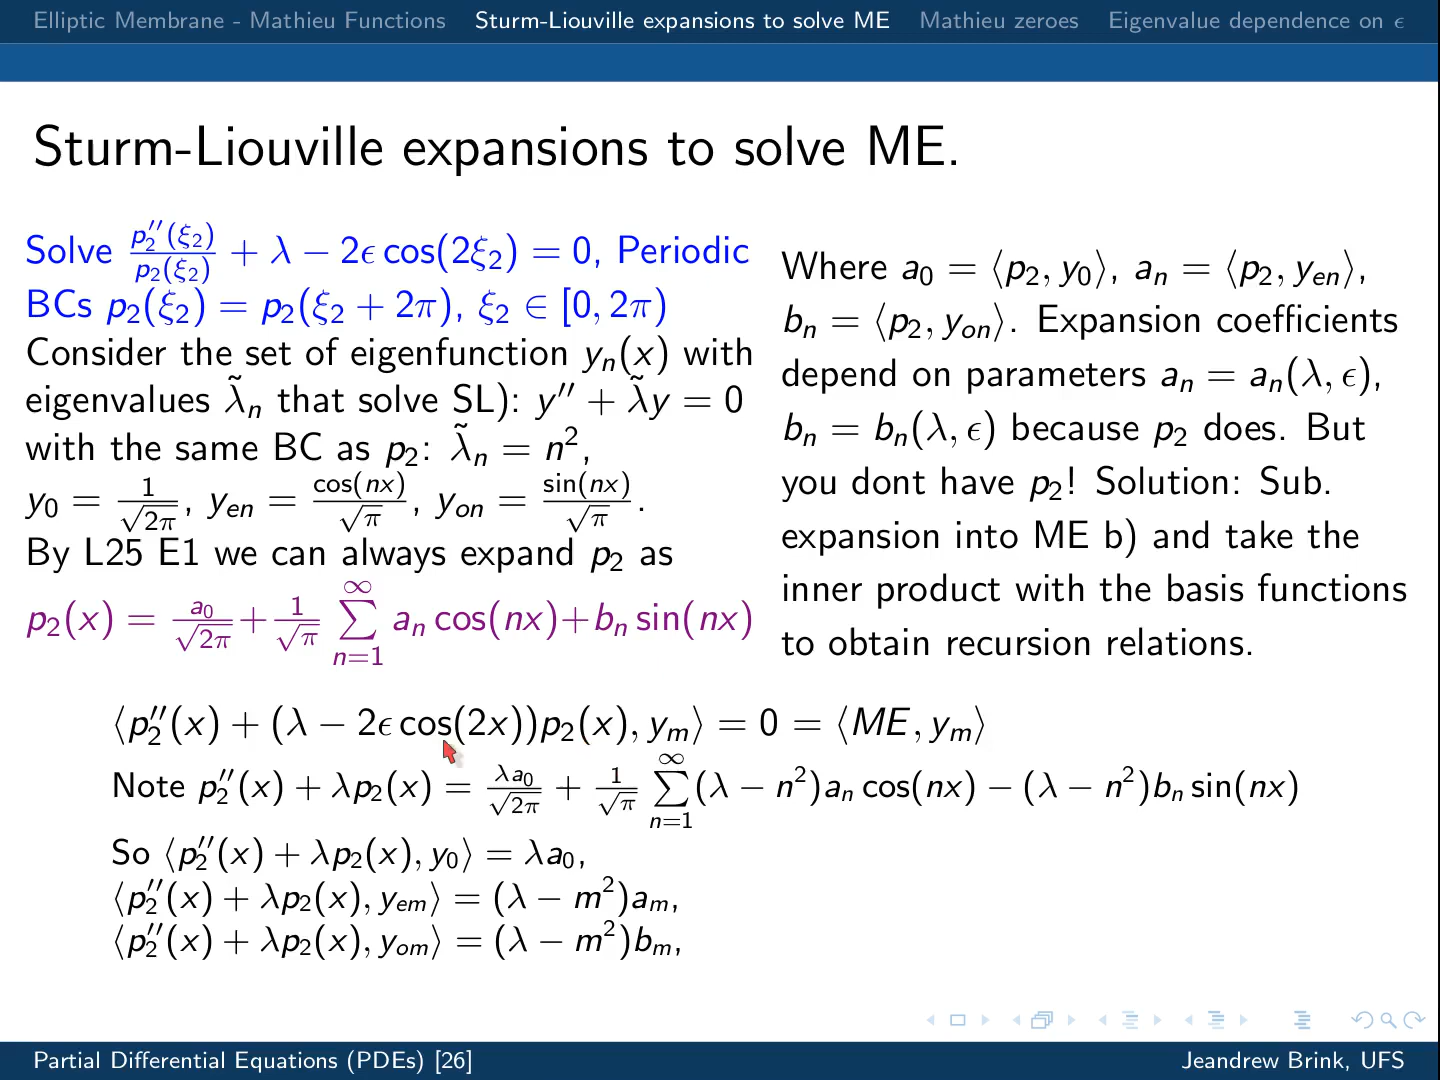 Elliptic Membrane - Mathieu Functions Sturm-Liouville expansions to solve ME Mathieu zeroes Eigenvalue dependence on ϵ
Sturm-Liouville expansions to solve ME.
Solve p₂′′(ξ₂)/p₂(ξ₂) + λ − 2ϵ cos(2ξ₂) = 0, Periodic
BCs p₂(ξ₂) = p₂(ξ₂ + 2π), ξ₂ ∈ [0, 2π)
Consider the set of eigenfunction yₙ(x) with
eigenvalues λ̃ₙ that solve SL): y′′ + λ̃y = 0
with the same BC as p₂: λ̃ₙ = n²,
y₀ = 1/√2π, yₑₙ = cos(nx)/√π, yₒₙ = sin(nx)/√π.
By L25 E1 we can always expand p₂ as
p₂(x) = a₀/√2π + 1/√π ∑_{n=1}^{∞} aₙ cos(nx)+bₙ sin(nx)
Where a₀ = ⟨p₂, y₀⟩, aₙ = ⟨p₂, yₑₙ⟩,
bₙ = ⟨p₂, yₒₙ⟩. Expansion coefficients
depend on parameters aₙ = aₙ(λ, ϵ),
bₙ = bₙ(λ, ϵ) because p₂ does. But
you dont have p₂! Solution: Sub.
expansion into ME b) and take the
inner product with the basis functions
to obtain recursion relations.
⟨p₂′′(x) + (λ − 2ϵ cos(2x))p₂(x), yₘ⟩ = 0 = ⟨ME, yₘ⟩
Note p₂′′(x) + λp₂(x) = λa₀/√2π + 1/√π ∑_{n=1}^{∞} (λ − n²)aₙ cos(nx) − (λ − n²)bₙ sin(nx)
So ⟨p₂′′(x) + λp₂(x), y₀⟩ = λa₀,
⟨p₂′′(x) + λp₂(x), yₑₘ⟩ = (λ − m²)aₘ,
⟨p₂′′(x) + λp₂(x), yₒₘ⟩ = (λ − m²)bₘ,
Partial Differential Equations (PDEs) [26] Jeandrew Brink, UFS